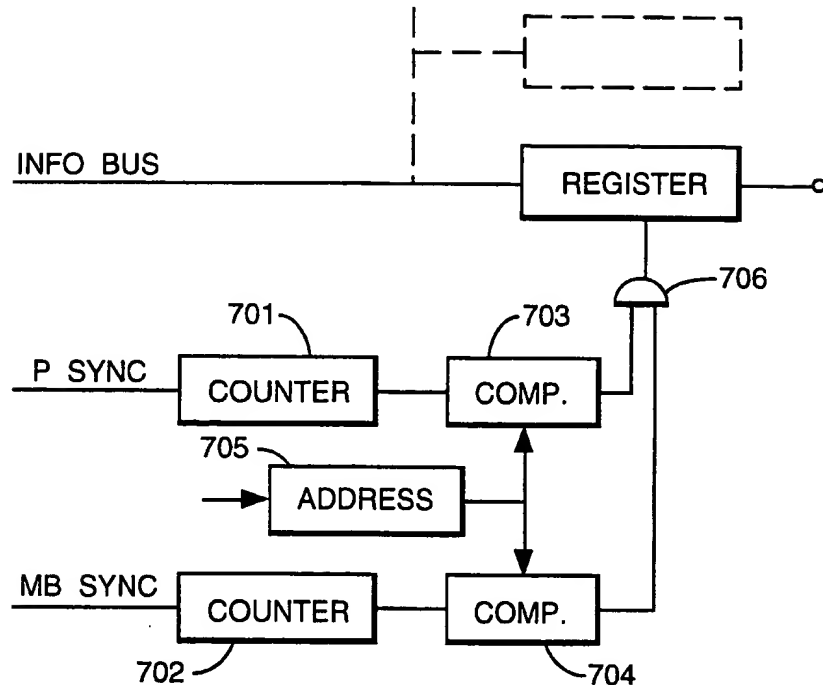 INFO BUS
REGISTER
706
701
703
P SYNC
COUNTER
COMP.
705
ADDRESS
MB SYNC
COUNTER
COMP.
702
704